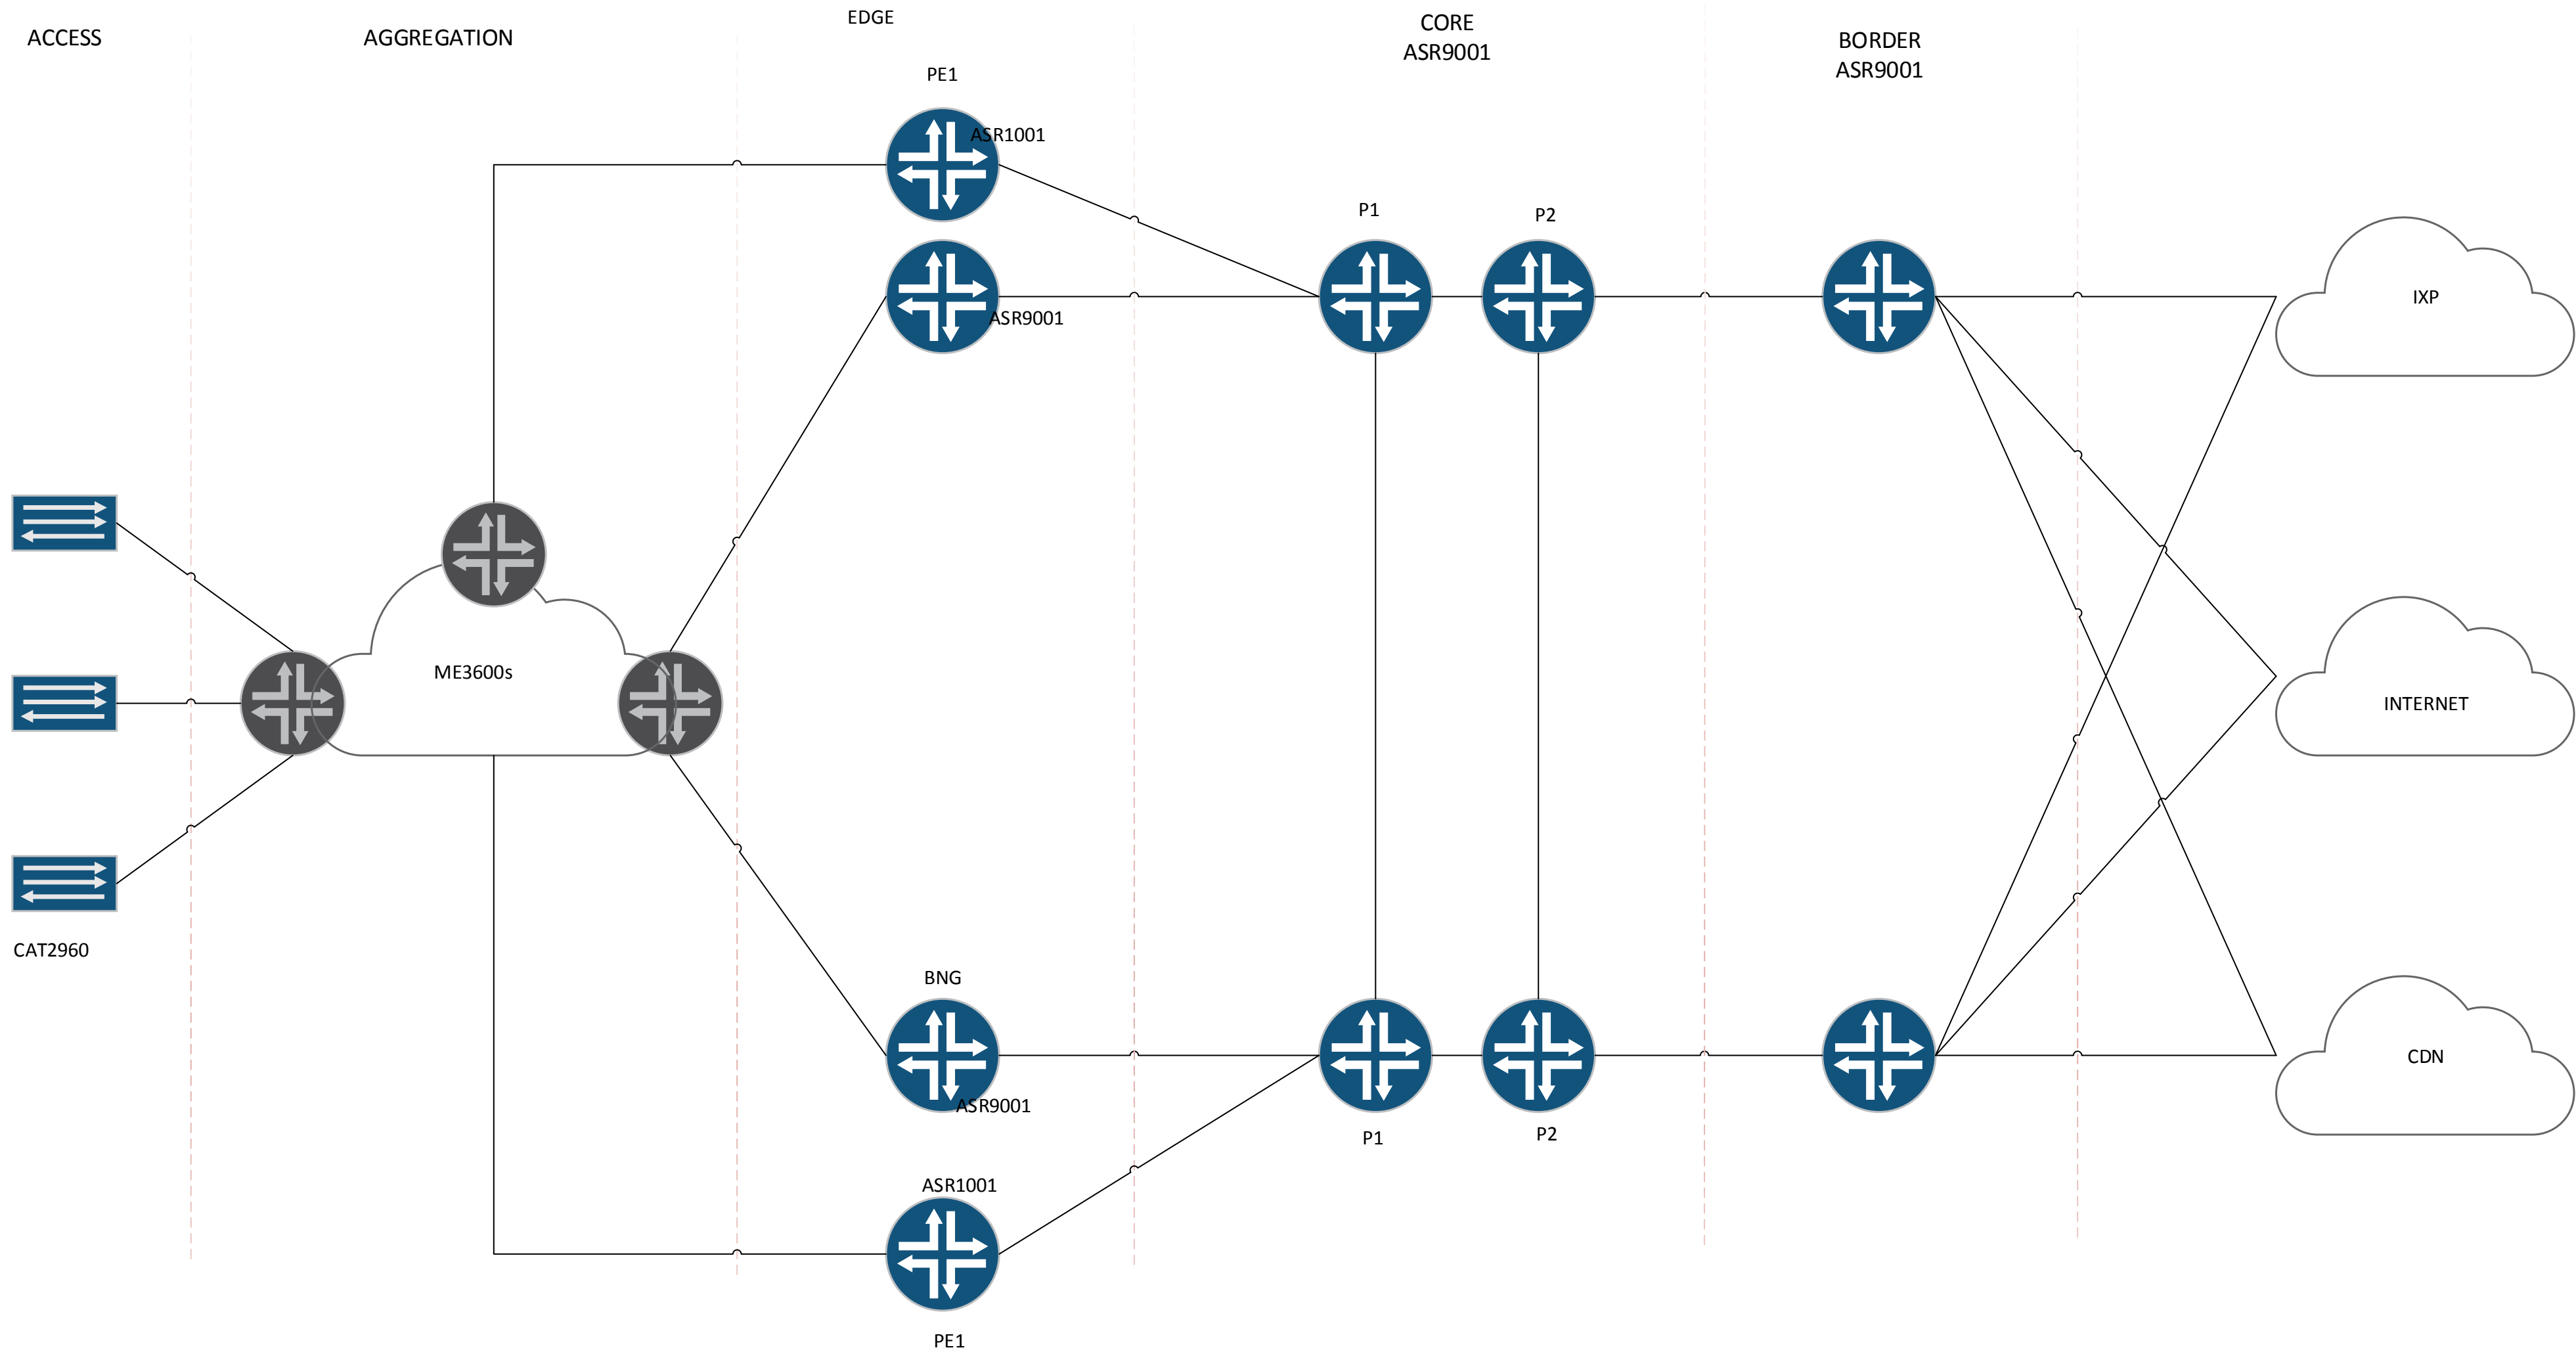 ACCESS
AGGREGATION
EDGE
CORE
ASR9001
BORDER
ASR9001
PE1
ASR1001
P1
P2
ASR9001
IXP
ME3600s
INTERNET
CAT2960
BNG
ASR9001
P1
P2
CDN
ASR1001
PE1